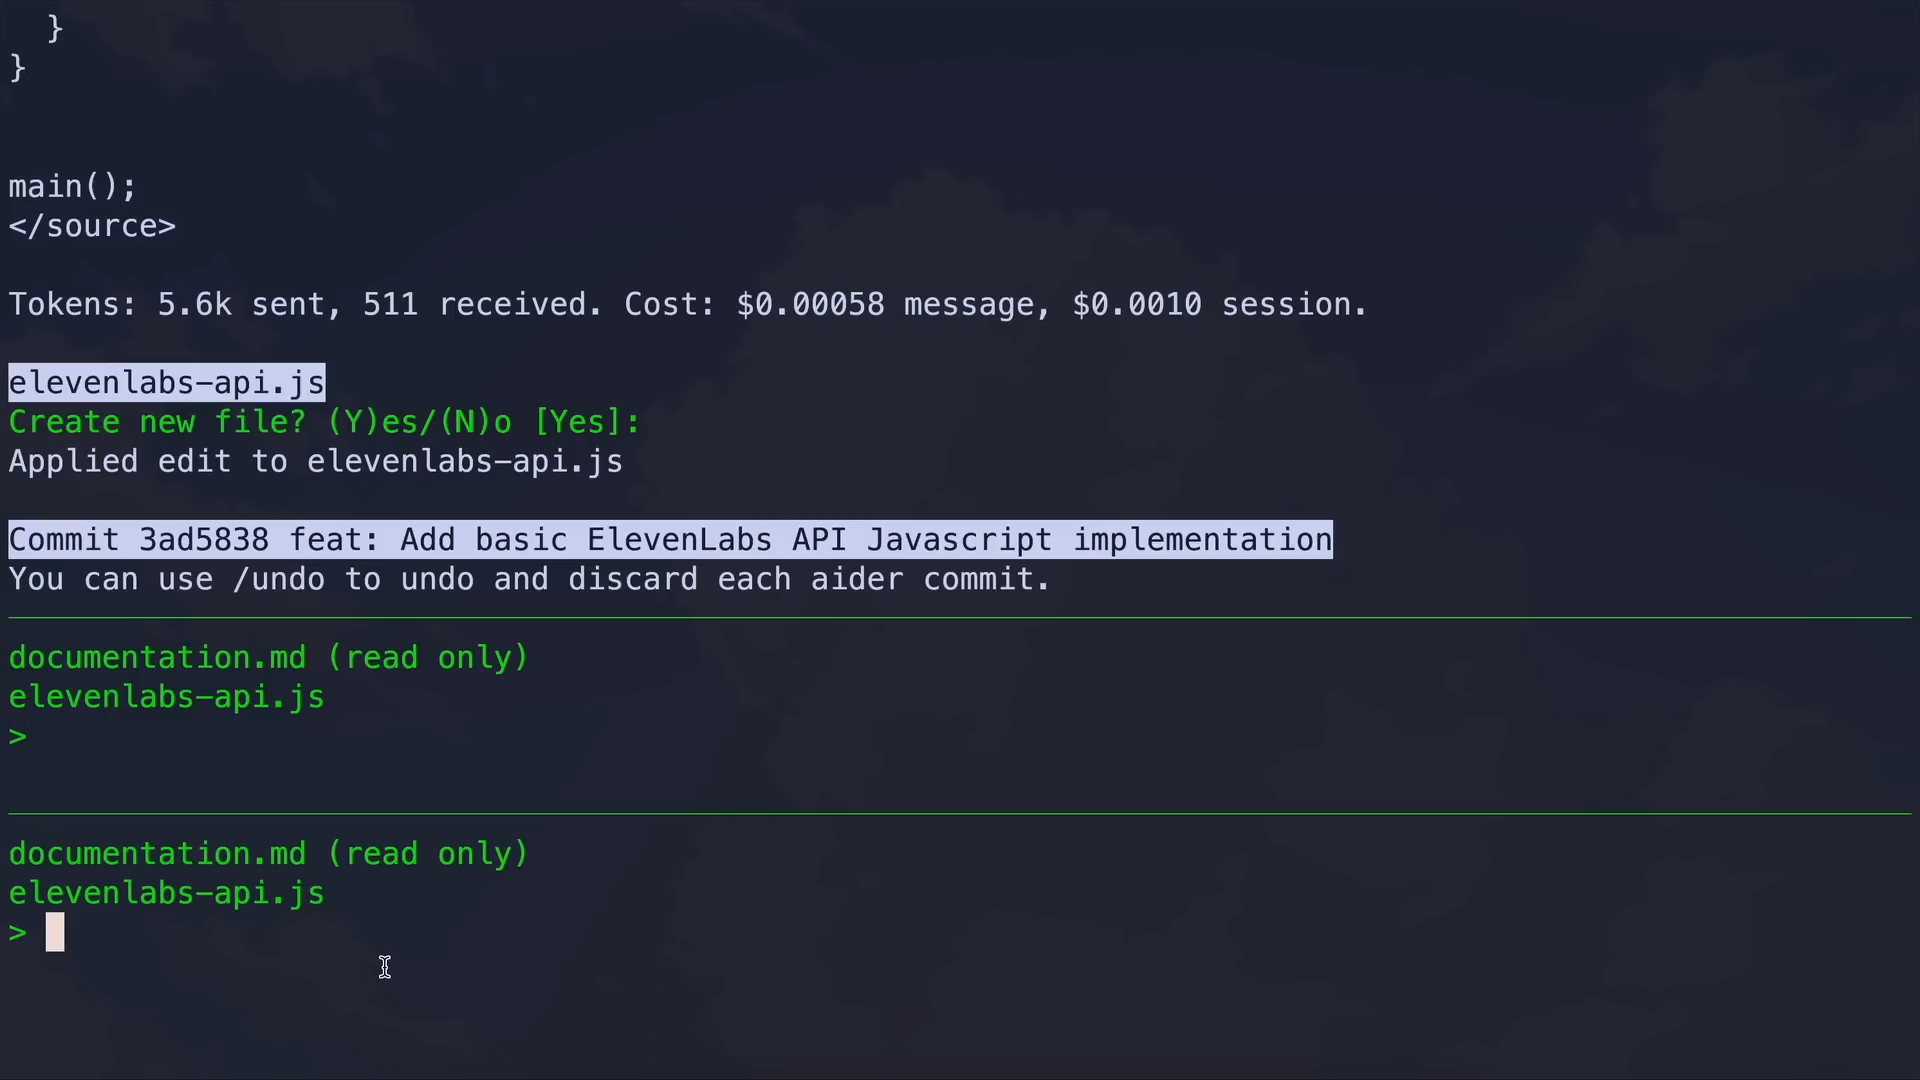 }
}
main();
</source>
Tokens: 5.6k sent, 511 received. Cost: $0.00058 message, $0.0010 session.
elevenlabs-api.js
Create new file? (Y)es/(N)o [Yes]:
Applied edit to elevenlabs-api.js
Commit 3ad5838 feat: Add basic ElevenLabs API Javascript implementation
You can use /undo to undo and discard each aider commit.
documentation.md (read only)
elevenlabs-api.js
>
documentation.md (read only)
elevenlabs-api.js
>